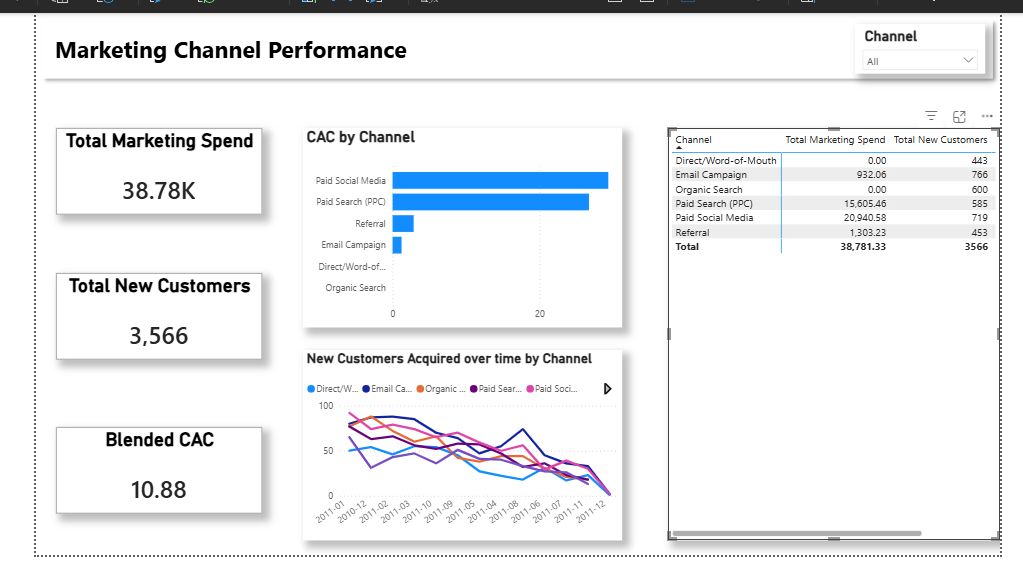 Marketing Channel Performance
Channel
All
Total Marketing Spend
38.78K
Total New Customers
3,566
Blended CAC
10.88
CAC by Channel
Paid Social Media
Paid Search (PPC)
Referral
Email Campaign
Direct/Word-of...
Organic Search
0 20
New Customers Acquired over time by Channel
Direct/W... Email Ca... Organic ... Paid Sear... Paid Soci...
100
50
0
2011-01 2010-12 2011-02 2011-03 2011-10 2011-09 2011-05 2011-04 2011-08 2011-06 2011-07 2011-11 2011-12
Channel Total Marketing Spend Total New Customers
Direct/Word-of-Mouth 0.00 443
Email Campaign 932.06 766
Organic Search 0.00 600
Paid Search (PPC) 15,605.46 585
Paid Social Media 20,940.58 719
Referral 1,303.23 453
Total 38,781.33 3566